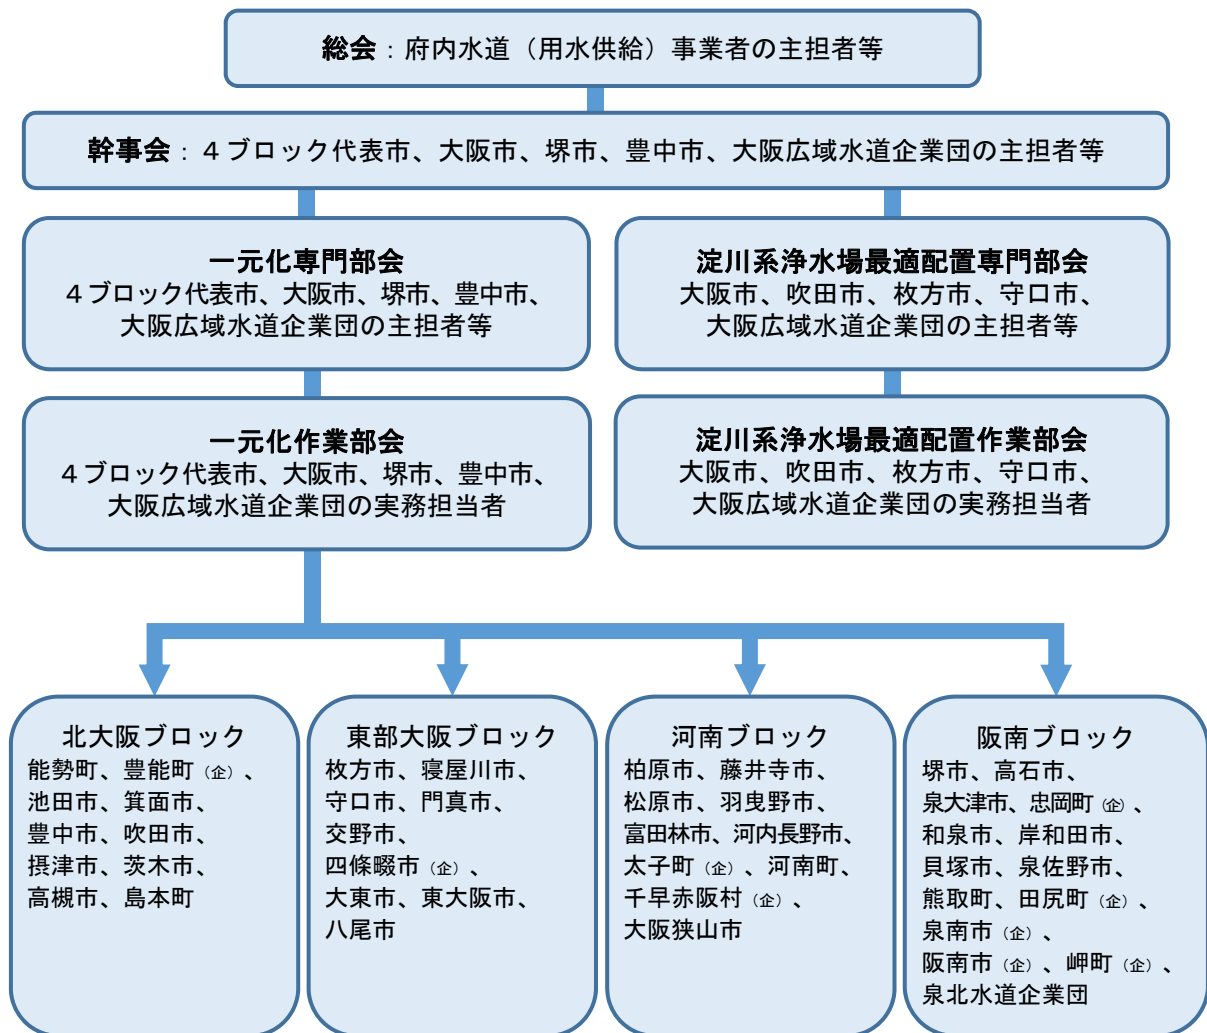 総会：府内水道（用水供給）事業者の主担者等
幹事会：４ブロック代表市、大阪市、堺市、豊中市、大阪広域水道企業団の主担者等
一元化専門部会
４ブロック代表市、大阪市、堺市、豊中市、
大阪広域水道企業団の主担者等
淀川系浄水場最適配置専門部会
大阪市、吹田市、枚方市、守口市、
大阪広域水道企業団の主担者等
一元化作業部会
４ブロック代表市、大阪市、堺市、豊中市、
大阪広域水道企業団の実務担当者
淀川系浄水場最適配置作業部会
大阪市、吹田市、枚方市、守口市、
大阪広域水道企業団の実務担当者
北大阪ブロック
能勢町、豊能町（企）、
池田市、箕面市、
豊中市、吹田市、
摂津市、茨木市、
高槻市、島本町
東部大阪ブロック
枚方市、寝屋川市、
守口市、門真市、
交野市、
四條畷市（企）、
大東市、東大阪市、
八尾市
河南ブロック
柏原市、藤井寺市、
松原市、羽曳野市、
富田林市、河内長野市、
太子町（企）、河南町、
千早赤阪村（企）、
大阪狭山市
阪南ブロック
堺市、高石市、
泉大津市、忠岡町（企）、
和泉市、岸和田市、
貝塚市、泉佐野市、
熊取町、田尻町（企）、
泉南市（企）、
阪南市（企）、岬町（企）、
泉北水道企業団